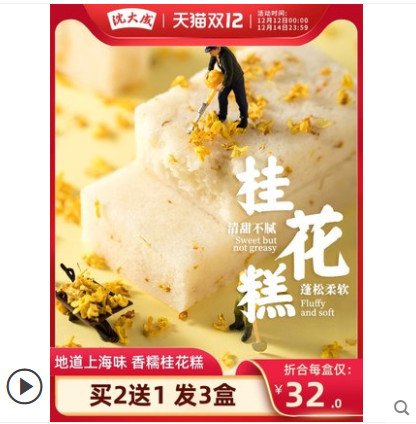 沈大成
天猫双12
活动时间:
12月12日00:00
12月14日23:59
桂花糕
清甜不腻
Sweet but
not greasy
蓬松柔软
Fluffy
and soft
地道上海味 香糯桂花糕
买2送1 发3盒
折合每盒仅:
¥32.0